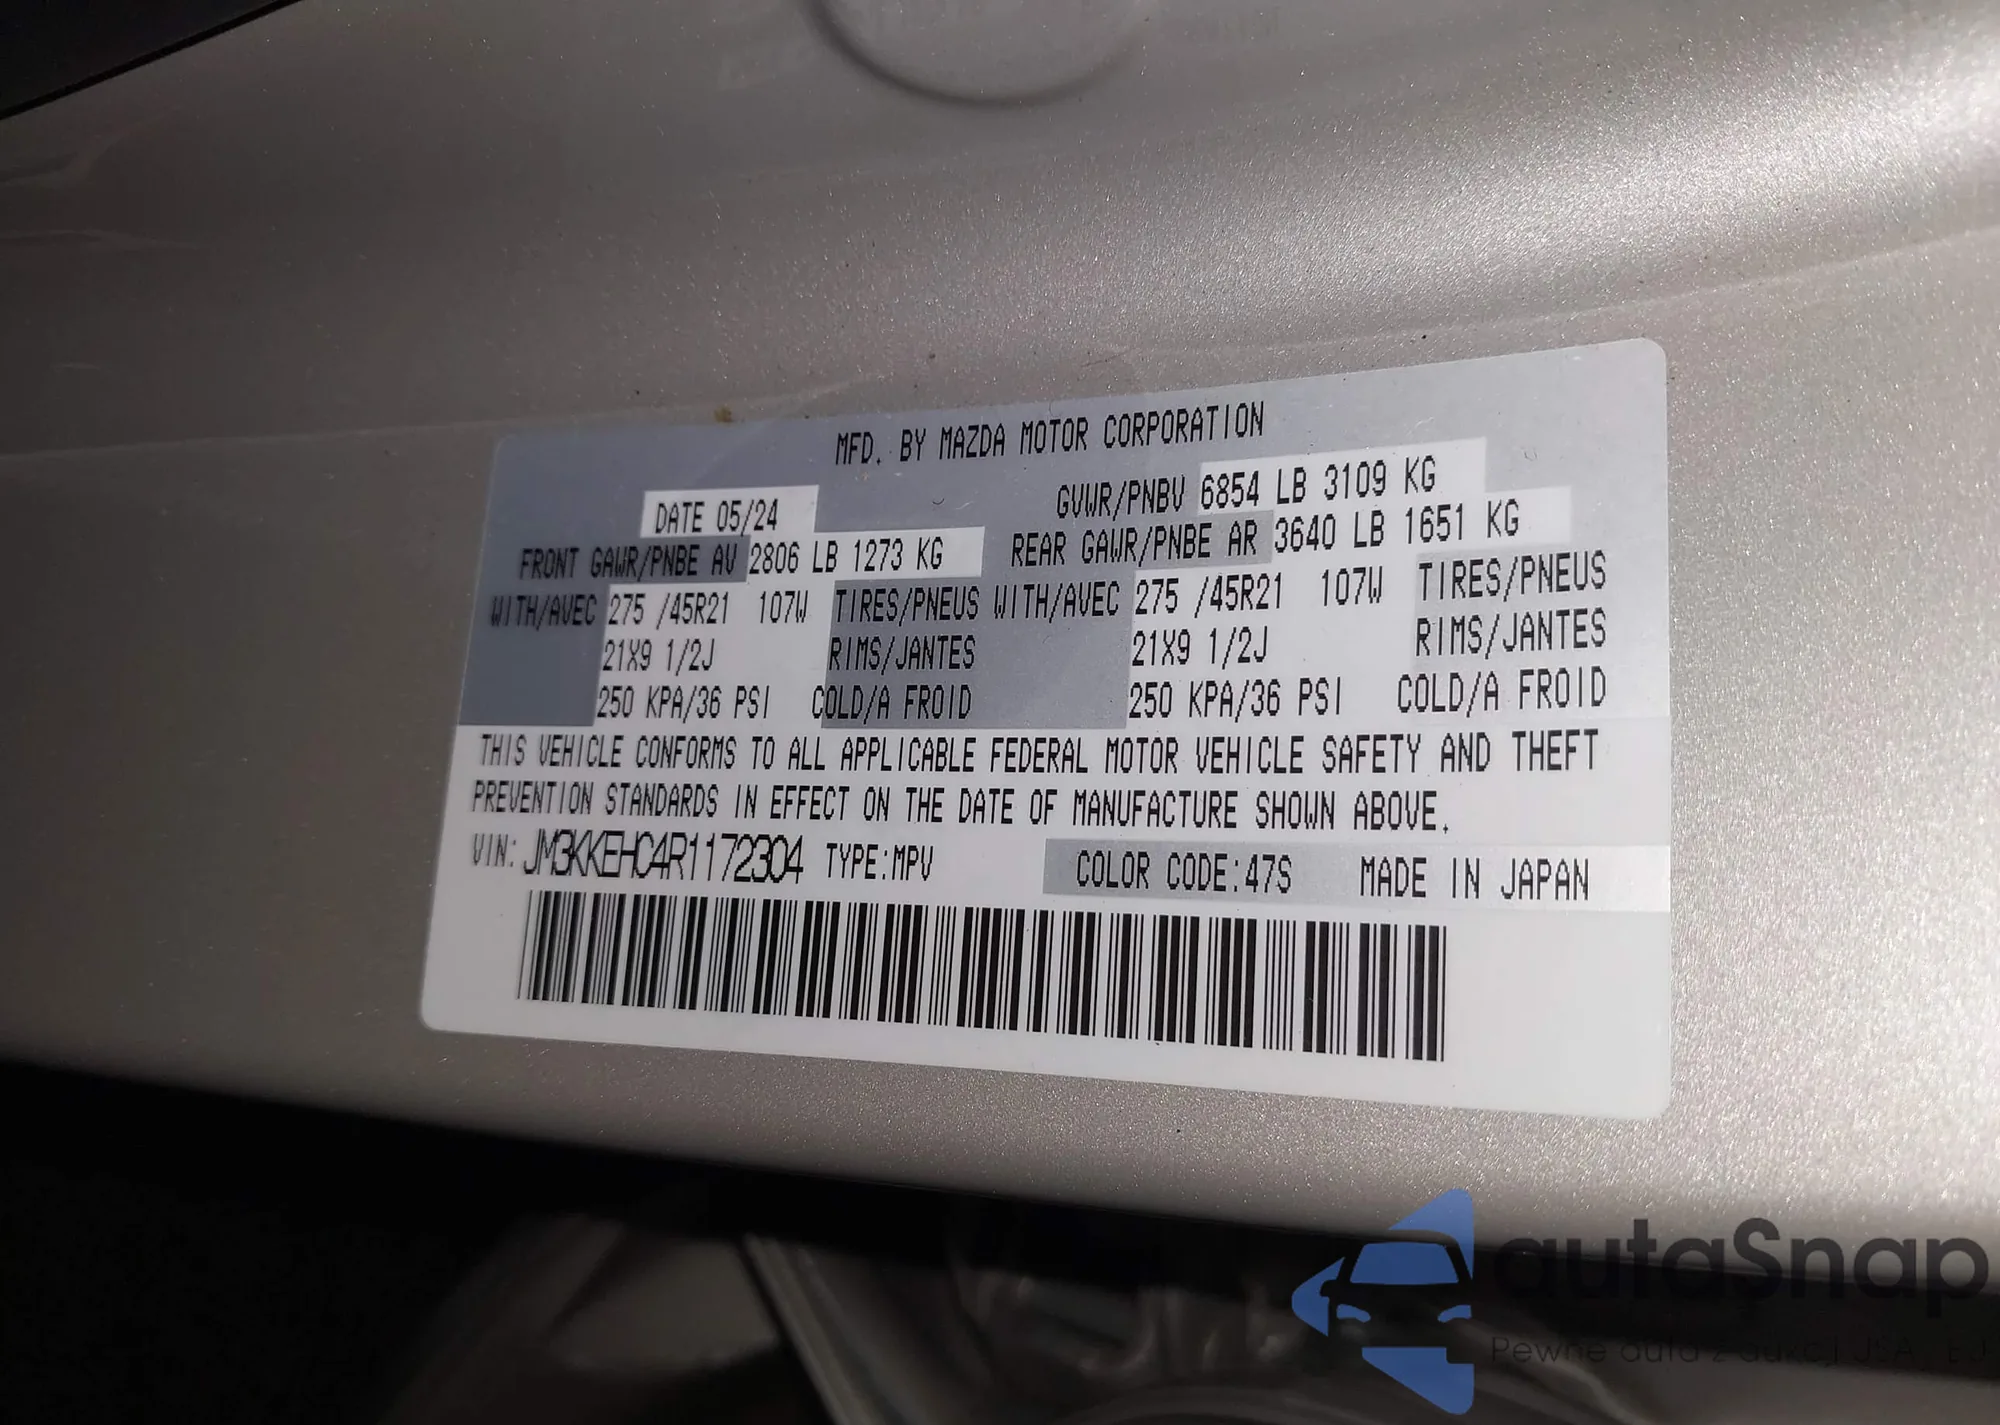 MFD. BY MAZDA MOTOR CORPORATION
DATE 05/24 GVWR/PNBV 6854 LB 3109 KG
FRONT GAWR/PNBE AV 2806 LB 1273 KG REAR GAWR/PNBE AR 3640 LB 1651 KG
WITH/AVEC 275 /45R21 107W TIRES/PNEUS WITH/AVEC 275 /45R21 107W TIRES/PNEUS
21X9 1/2J RIMS/JANTES 21X9 1/2J RIMS/JANTES
250 KPA/36 PSI COLD/A FROID 250 KPA/36 PSI COLD/A FROID
THIS VEHICLE CONFORMS TO ALL APPLICABLE FEDERAL MOTOR VEHICLE SAFETY AND THEFT
PREVENTION STANDARDS IN EFFECT ON THE DATE OF MANUFACTURE SHOWN ABOVE.
VIN: JM3KKEHC4R1172304 TYPE:MPV COLOR CODE:47S MADE IN JAPAN
autaSnap
Pewne auta z aukcji